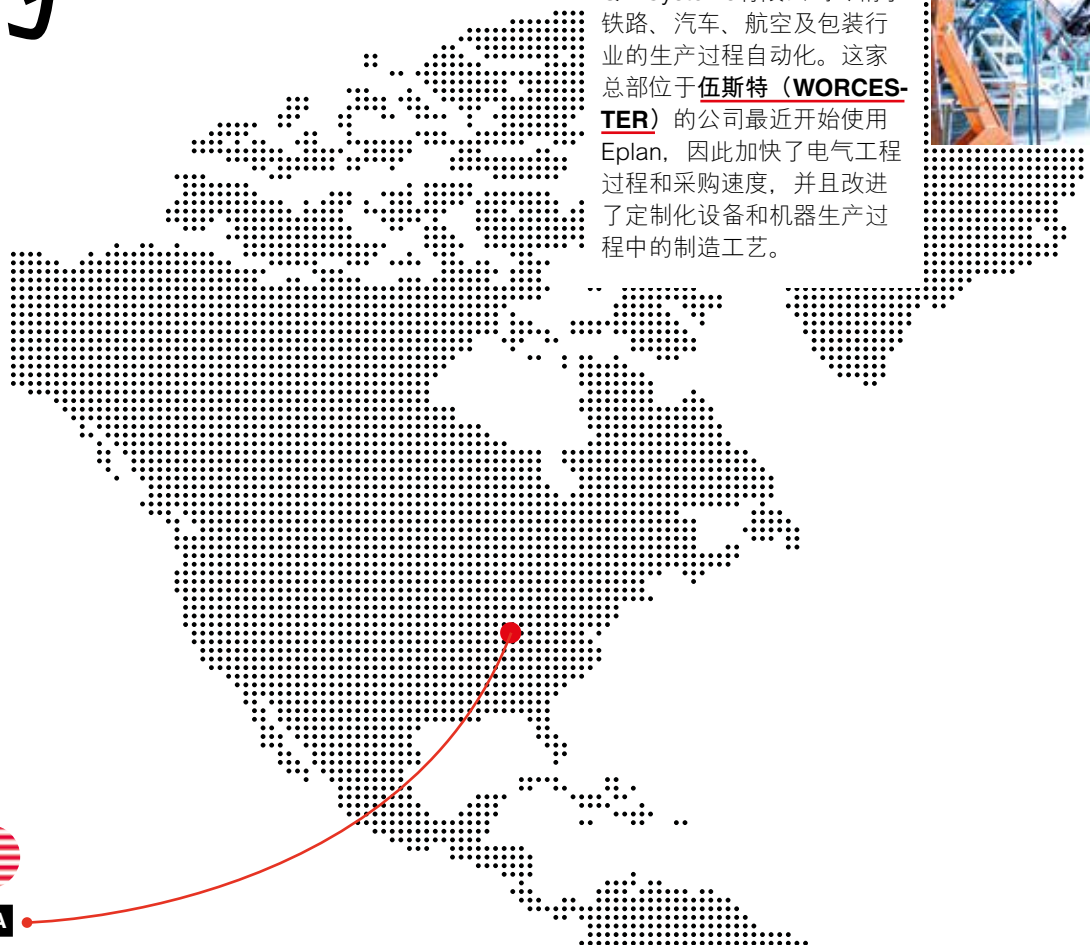 铁路、汽车、航空及包装行
业的生产过程自动化。这家
总部位于伍斯特（WORCES-
TER）的公司最近开始使用
Eplan，因此加快了电气工程
过程和采购速度，并且改进
了定制化设备和机器生产过
程中的制造工艺。
A